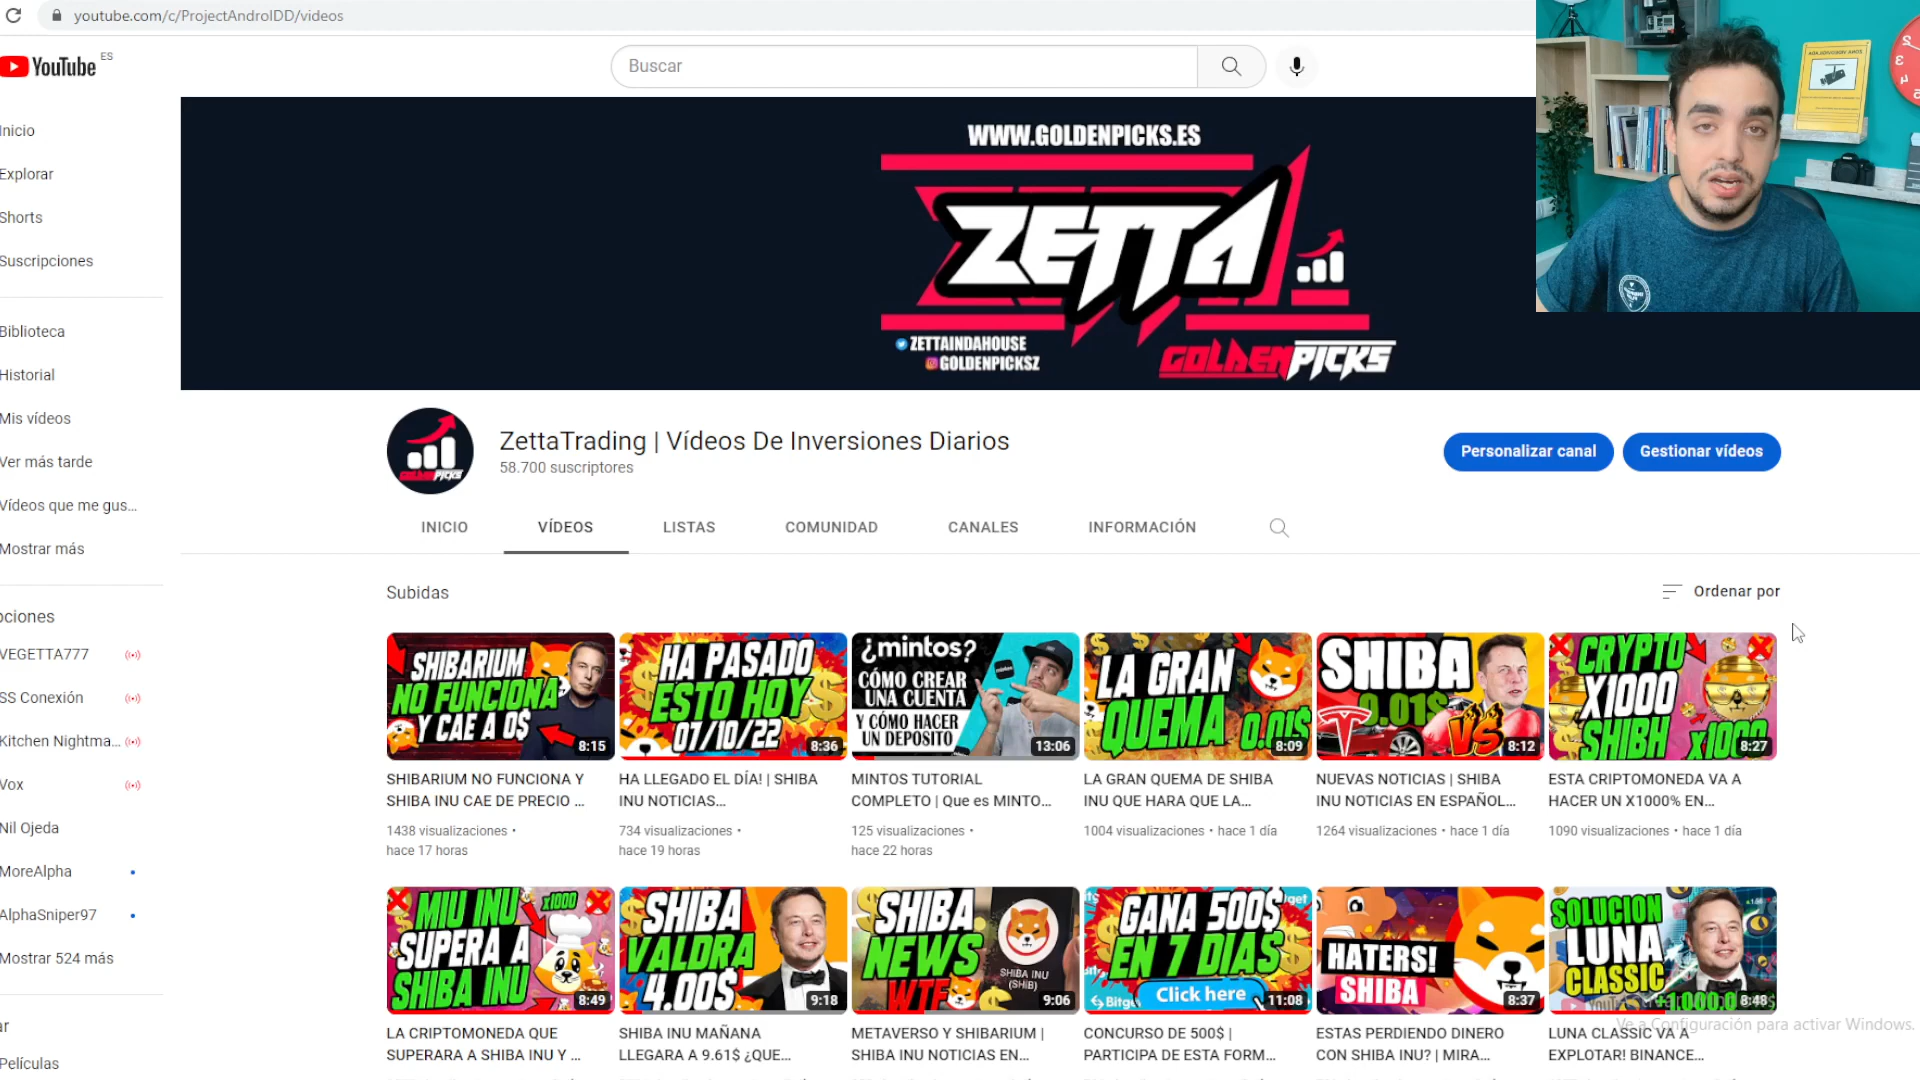 youtube.com/c/ProjectAndroIDD/videos
YouTube ES
Buscar
Inicio
Explorar
Shorts
Suscripciones
Biblioteca
Historial
Mis vídeos
Ver más tarde
Vídeos que me gus...
Mostrar más
pciones
VEGETTA777
SS Conexión
Kitchen Nightma...
Vox
Nil Ojeda
MoreAlpha
AlphaSniper97
Mostrar 524 más
ar
Películas
WWW.GOLDENPICKS.ES
ZETTA
ZETTAINDAHOUSE
GOLDENPICKSZ
GOLDENPICKS
GOLDENPICKS
ZettaTrading | Vídeos De Inversiones Diarios
58.700 suscriptores
Personalizar canal
Gestionar vídeos
INICIO
VÍDEOS
LISTAS
COMUNIDAD
CANALES
INFORMACIÓN
Subidas
Ordenar por
SHIBARIUM
NO FUNCIONA
Y CAE A 0$
8:15
SHIBARIUM NO FUNCIONA Y
SHIBA INU CAE DE PRECIO ...
1438 visualizaciones •
hace 17 horas
HA PASADO
ESTO HOY
07/10/22
8:36
HA LLEGADO EL DÍA! | SHIBA
INU NOTICIAS...
734 visualizaciones •
hace 19 horas
¿mintos?
CÓMO CREAR
UNA CUENTA
Y CÓMO HACER
UN DEPOSITO
13:06
MINTOS TUTORIAL
COMPLETO | Que es MINTO...
125 visualizaciones •
hace 22 horas
LA GRAN
QUEMA 0.01$
8:09
LA GRAN QUEMA DE SHIBA
INU QUE HARA QUE LA...
1004 visualizaciones • hace 1 día
SHIBA
0.01$
VS
8:12
NUEVAS NOTICIAS | SHIBA
INU NOTICIAS EN ESPAÑOL...
1264 visualizaciones • hace 1 día
CRYPTO
X1000
SHIBH X1000
8:27
ESTA CRIPTOMONEDA VA A
HACER UN X1000% EN...
1090 visualizaciones • hace 1 día
MIU INU x1000
SUPERA A
SHIBA INU
8:49
LA CRIPTOMONEDA QUE
SUPERARA A SHIBA INU Y ...
SHIBA
VALDRA
4.00$
9:18
SHIBA INU MAÑANA
LLEGARA A 9.61$ ¿QUE...
SHIBA
NEWS
WTF
SHIBA INU
(SHIB)
9:06
METAVERSO Y SHIBARIUM |
SHIBA INU NOTICIAS EN...
GANA 500$
EN 7 DIAS
Bitget
Click here
11:08
CONCURSO DE 500$ |
PARTICIPA DE ESTA FORM...
HATERS!
SHIBA
8:37
ESTAS PERDIENDO DINERO
CON SHIBA INU? | MIRA...
SOLUCION
LUNA
CLASSIC
8:48
LUNA CLASSIC VA A
EXPLOTAR! BINANCE...
Ve a Configuración para activar Windows.